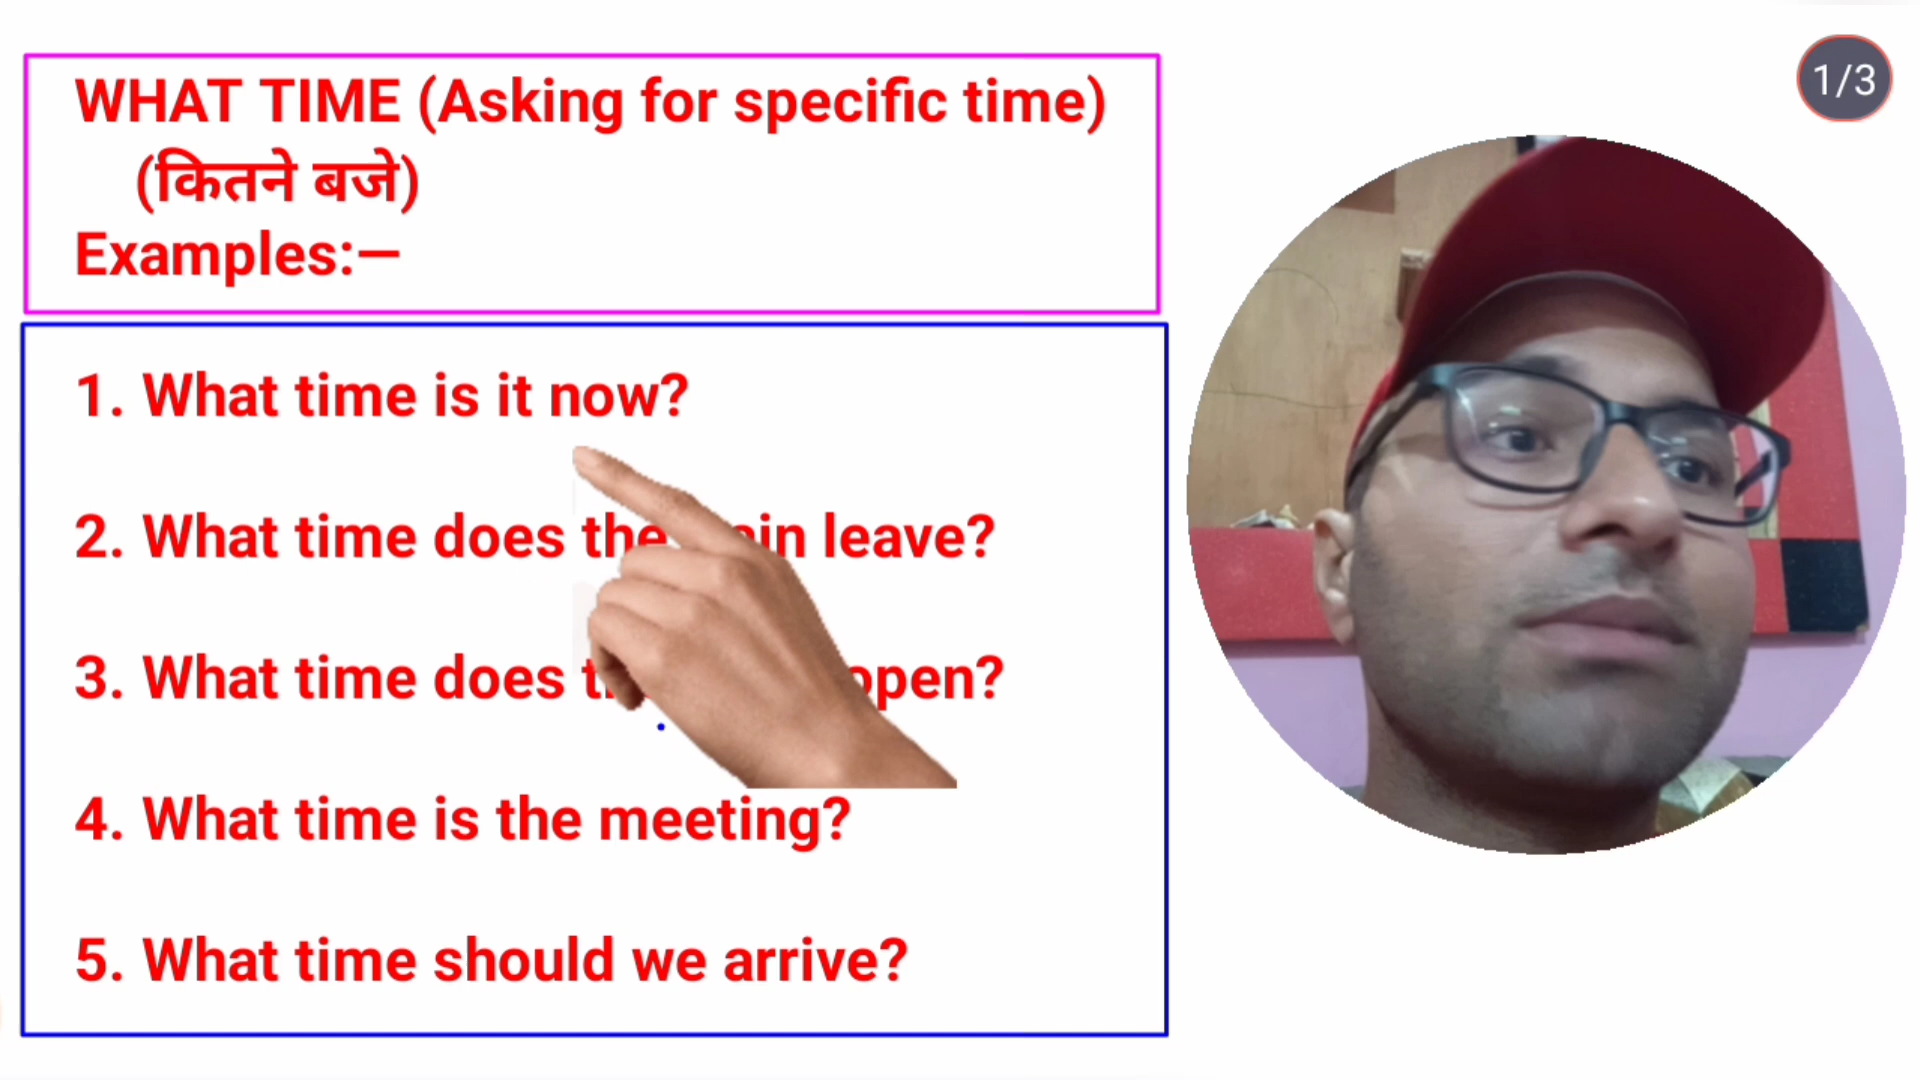 WHAT TIME (Asking for specific time)
(कितने बजे)
Examples:—
1. What time is it now?
2. What time does the leave?
3. What time does open?
4. What time is the meeting?
5. What time should we arrive?
1/3